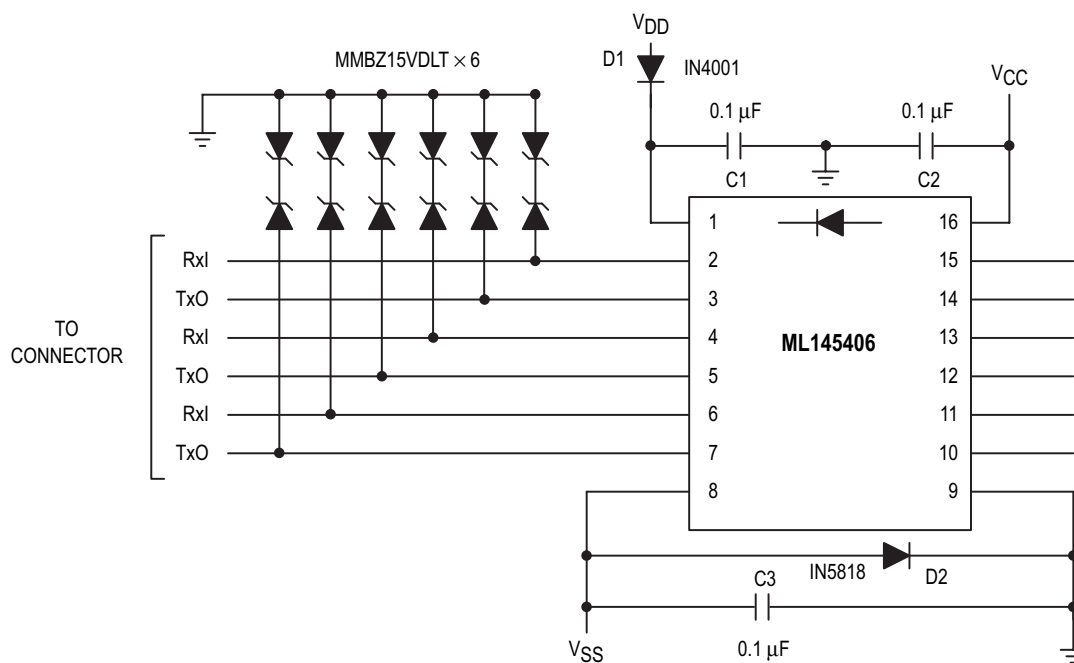 VDD
MMBZ15VDLT × 6
D1
IN4001
VCC
0.1 µF
0.1 µF
C1
C2
1
16
RxI
2
15
TxO
3
14
TO
CONNECTOR
RxI
4
ML145406
13
TxO
5
12
RxI
6
11
TxO
7
10
8
9
IN5818
D2
C3
VSS
0.1 µF